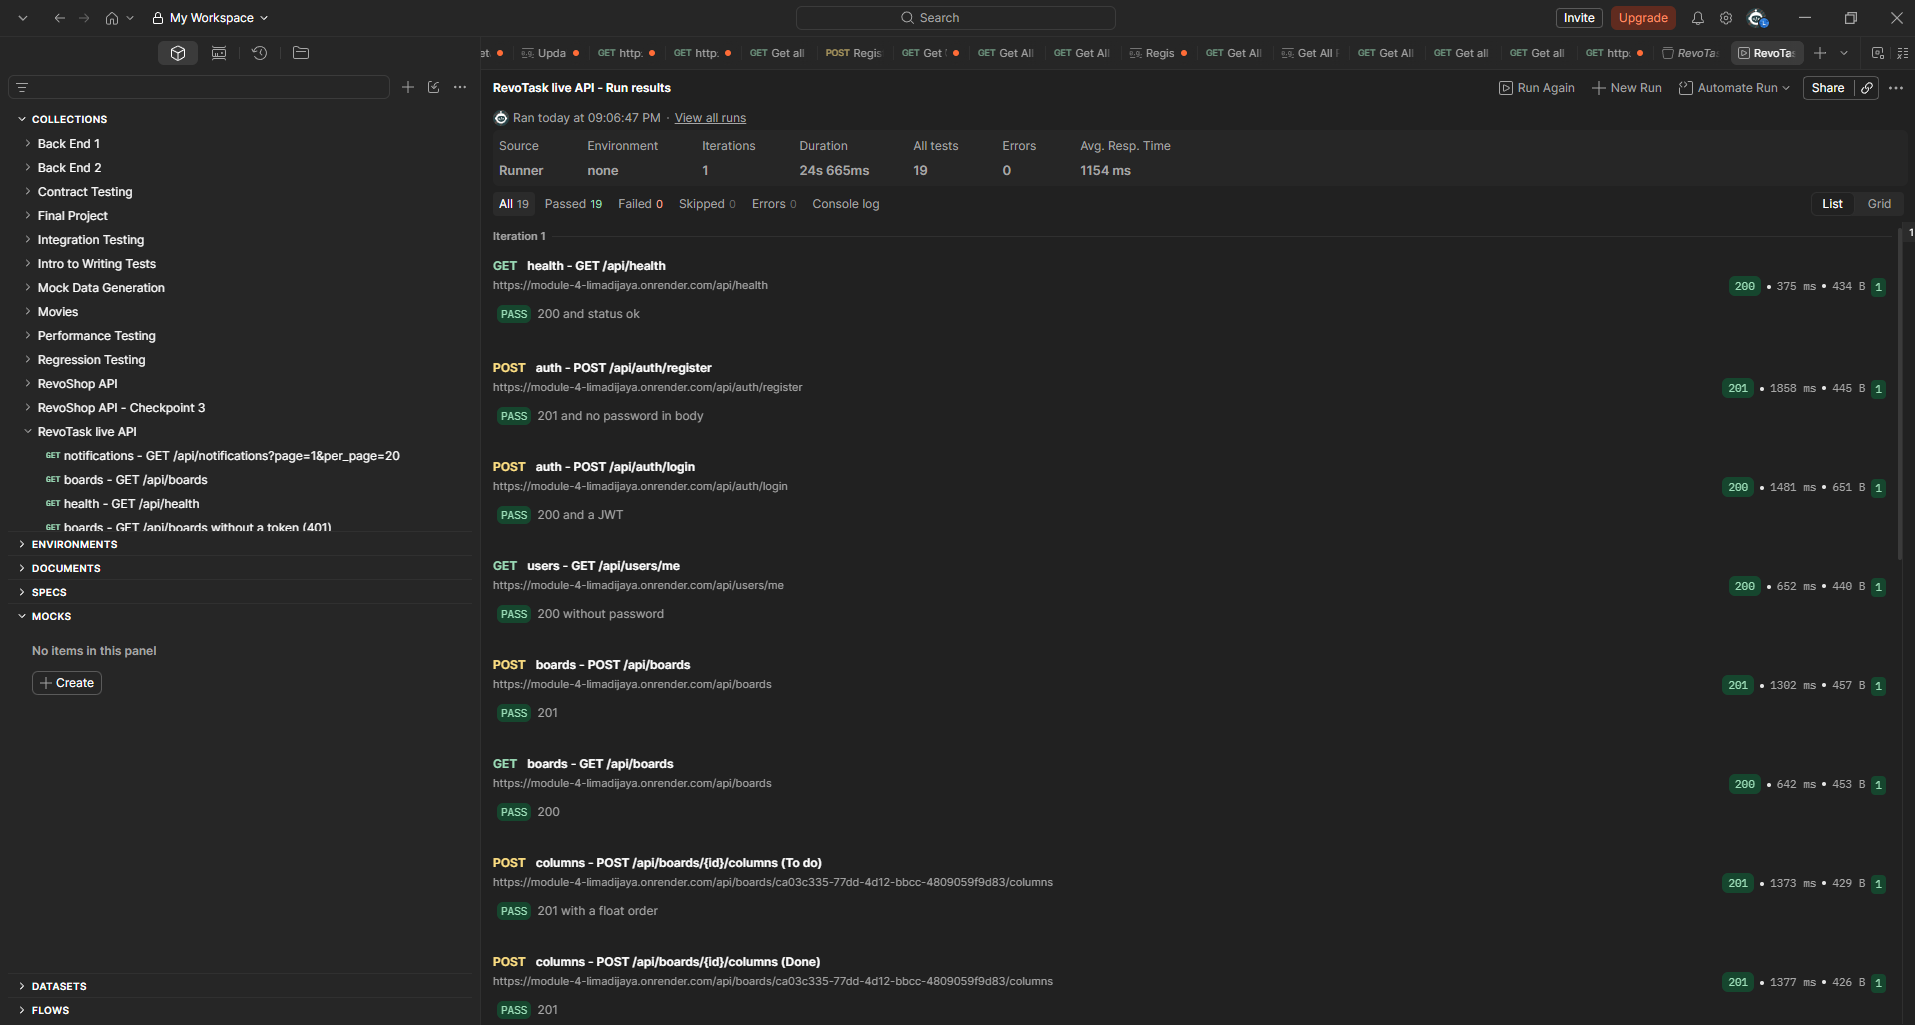 My Workspace
Search
Invite
Upgrade
et
Upda
GET http:
GET http:
GET Get all
POST Regis
GET Get
GET Get All
GET Get All
Regis
GET Get All
Get All
GET Get All
GET Get all
GET Get all
GET http:
RevoTa
RevoTa
COLLECTIONS
Back End 1
Back End 2
Contract Testing
Final Project
Integration Testing
Intro to Writing Tests
Mock Data Generation
Movies
Performance Testing
Regression Testing
RevoShop API
RevoShop API - Checkpoint 3
RevoTask live API
GET notifications - GET /api/notifications?page=1&per_page=20
GET boards - GET /api/boards
GET health - GET /api/health
GET boards - GET /api/boards without a token (401)
ENVIRONMENTS
DOCUMENTS
SPECS
MOCKS
No items in this panel
Create
DATASETS
FLOWS
RevoTask live API - Run results
Run Again
New Run
Automate Run
Share
Ran today at 09:06:47 PM · View all runs
Source Environment Iterations Duration All tests Errors Avg. Resp. Time
Runner none 1 24s 665ms 19 0 1154 ms
All 19 Passed 19 Failed 0 Skipped 0 Errors 0 Console log
List Grid
Iteration 1
1
GET health - GET /api/health
https://module-4-limadijaya.onrender.com/api/health
200 • 375 ms • 434 B 1
PASS 200 and status ok
POST auth - POST /api/auth/register
https://module-4-limadijaya.onrender.com/api/auth/register
201 • 1858 ms • 445 B 1
PASS 201 and no password in body
POST auth - POST /api/auth/login
https://module-4-limadijaya.onrender.com/api/auth/login
200 • 1481 ms • 651 B 1
PASS 200 and a JWT
GET users - GET /api/users/me
https://module-4-limadijaya.onrender.com/api/users/me
200 • 652 ms • 440 B 1
PASS 200 without password
POST boards - POST /api/boards
https://module-4-limadijaya.onrender.com/api/boards
201 • 1302 ms • 457 B 1
PASS 201
GET boards - GET /api/boards
https://module-4-limadijaya.onrender.com/api/boards
200 • 642 ms • 453 B 1
PASS 200
POST columns - POST /api/boards/{id}/columns (To do)
https://module-4-limadijaya.onrender.com/api/boards/ca03c335-77dd-4d12-bbcc-4809059f9d83/columns
201 • 1373 ms • 429 B 1
PASS 201 with a float order
POST columns - POST /api/boards/{id}/columns (Done)
https://module-4-limadijaya.onrender.com/api/boards/ca03c335-77dd-4d12-bbcc-4809059f9d83/columns
201 • 1377 ms • 426 B 1
PASS 201